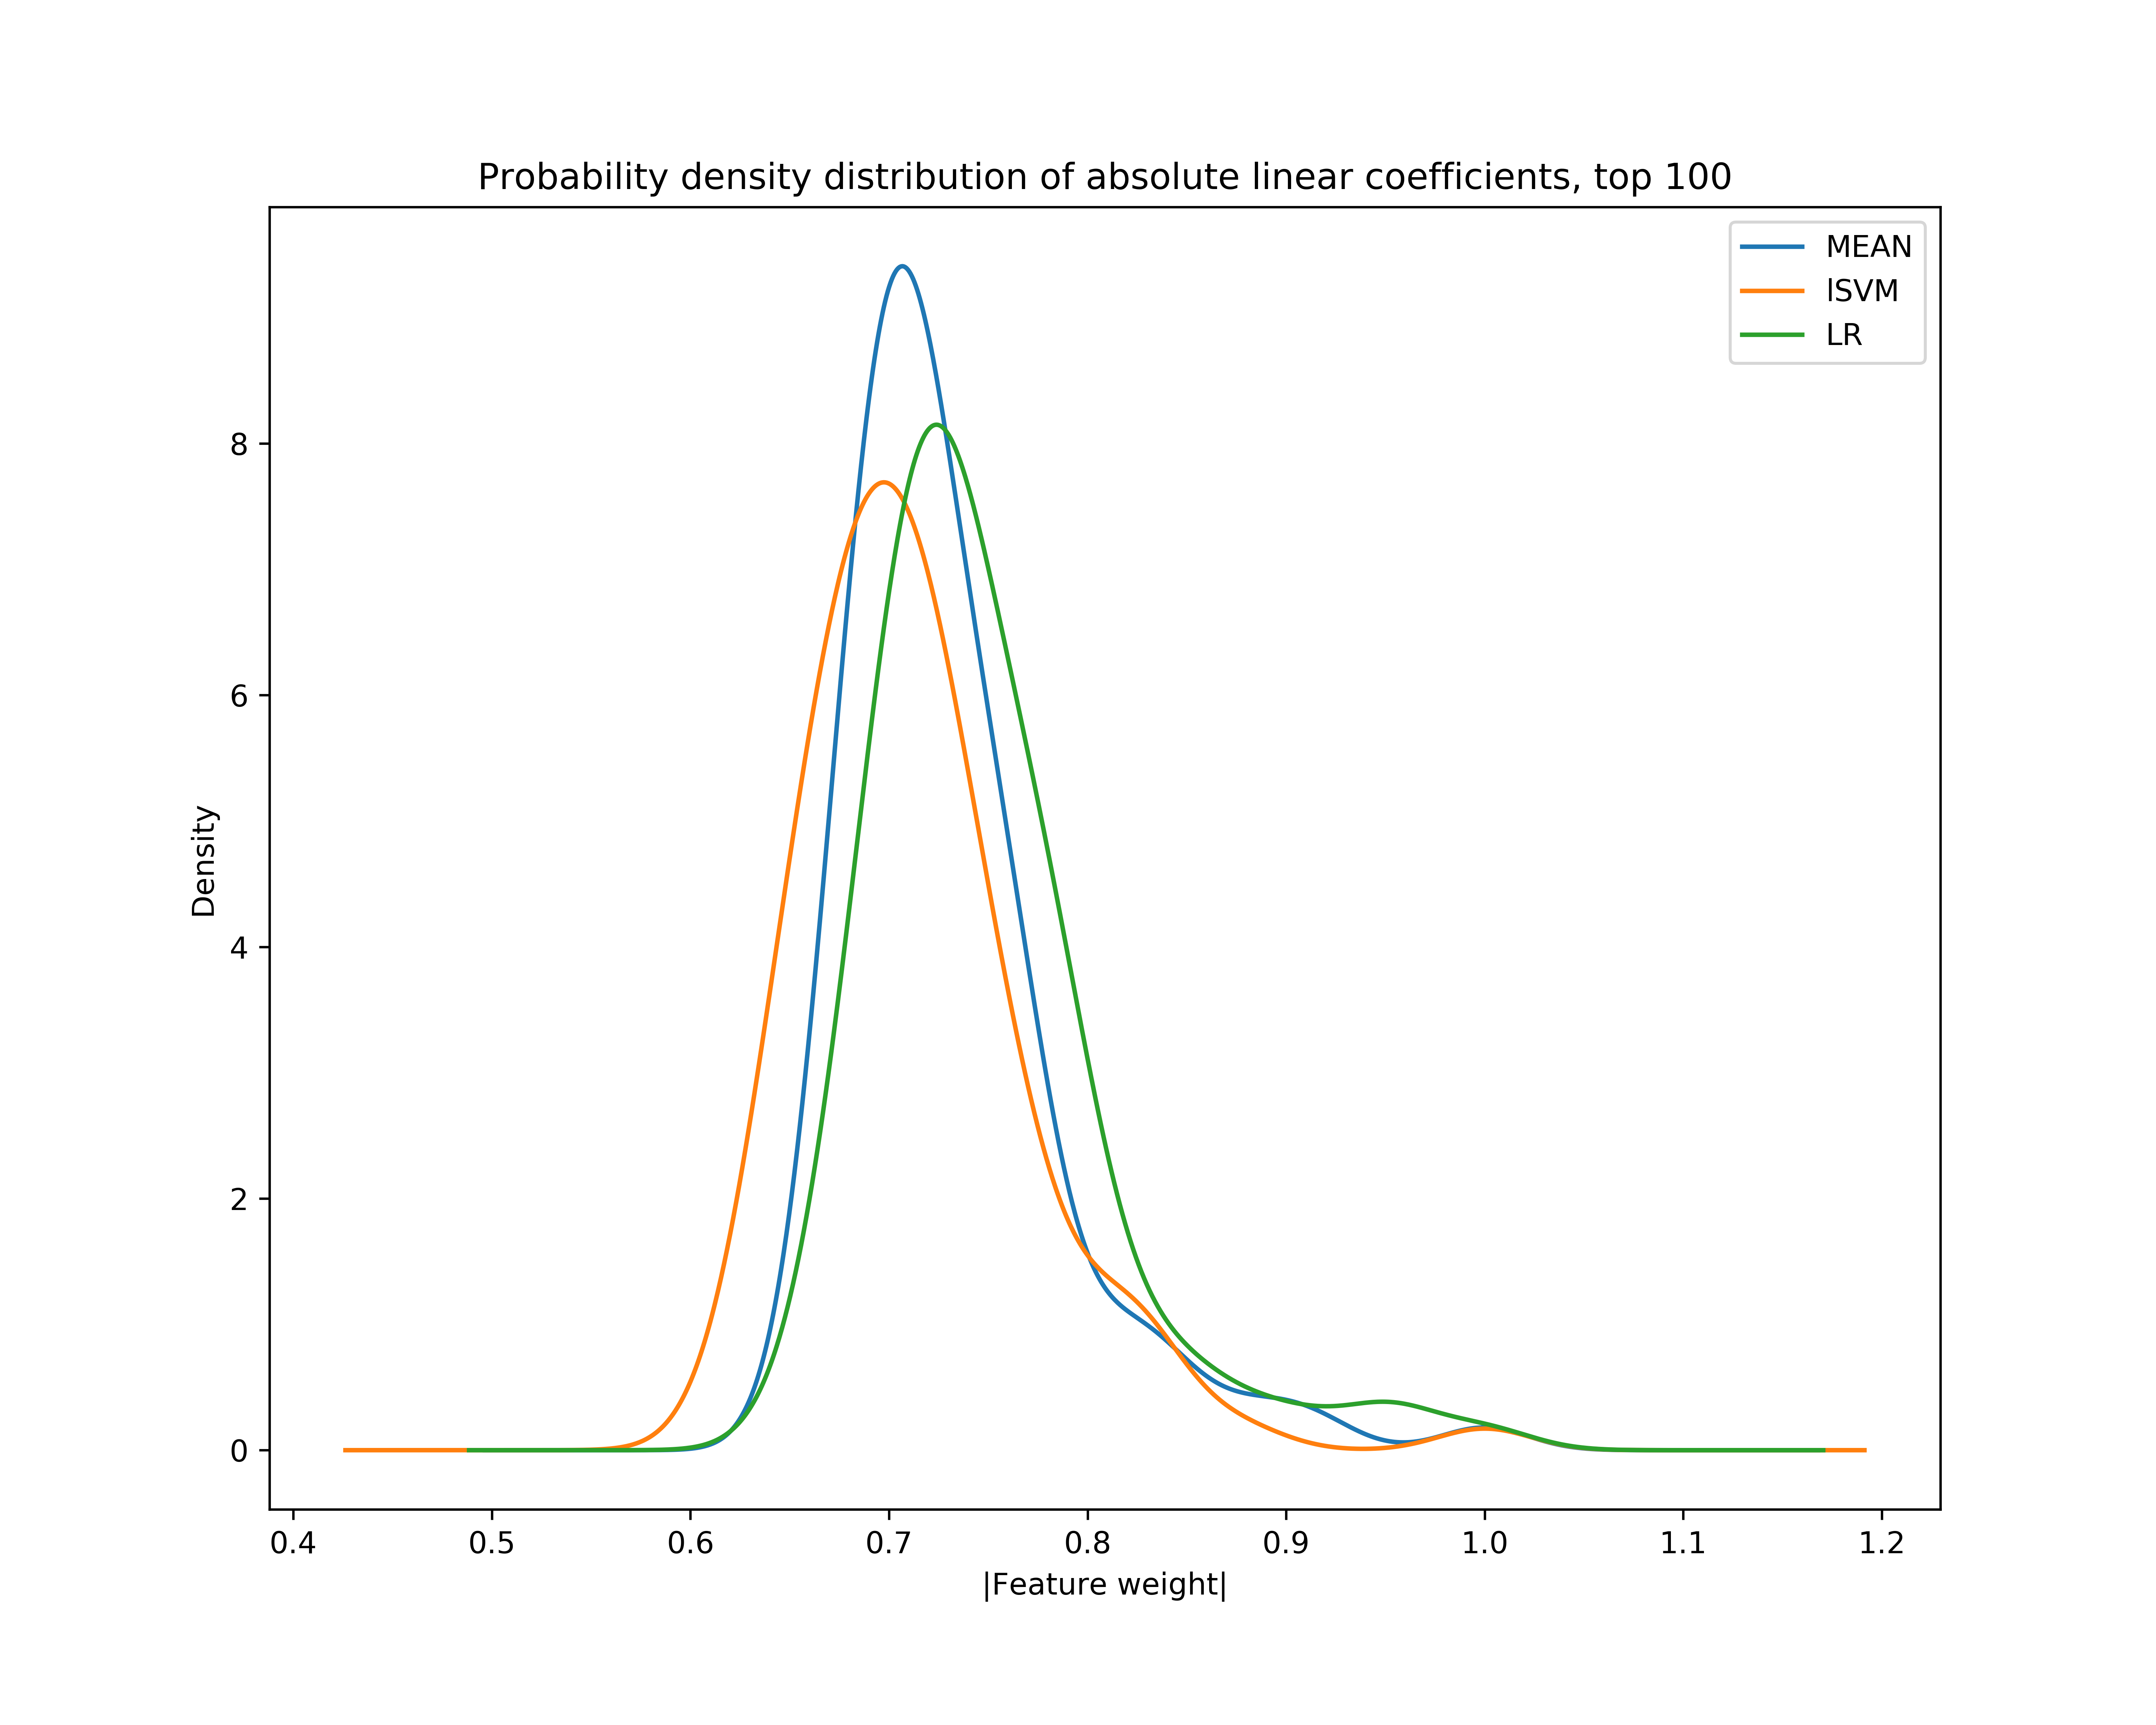 Probability density distribution of absolute linear coefficients, top 100
MEAN
lSVM
LR
8
6
4
2
0
Density
0.4 0.5 0.6 0.7 0.8 0.9 1.0 1.1 1.2
|Feature weight|